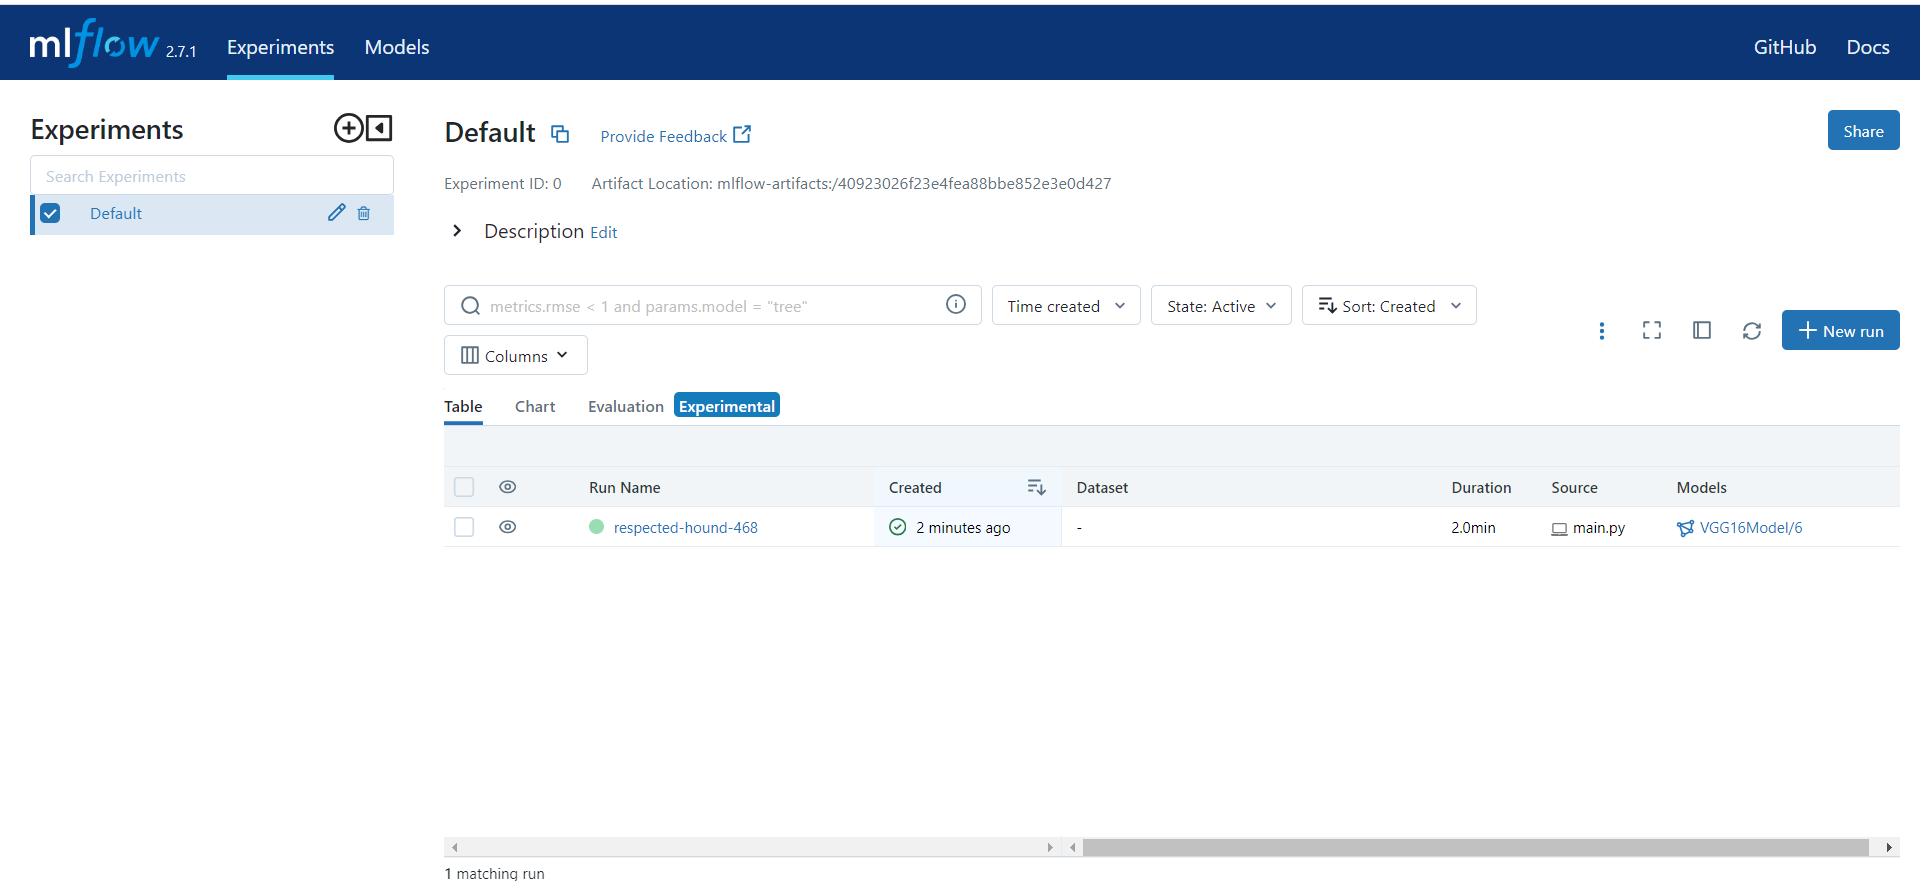 mlflow 2.7.1 Experiments Models GitHub Docs
Experiments
Search Experiments
Default
Default Provide Feedback Share
Experiment ID: 0 Artifact Location: mlflow-artifacts:/40923026f23e4fea88bbe852e3e0d427
Description Edit
metrics.rmse < 1 and params.model = "tree" Time created State: Active Sort: Created
New run
Columns
Table Chart Evaluation Experimental
Run Name Created Dataset Duration Source Models
respected-hound-468 2 minutes ago - 2.0min main.py VGG16Model/6
1 matching run